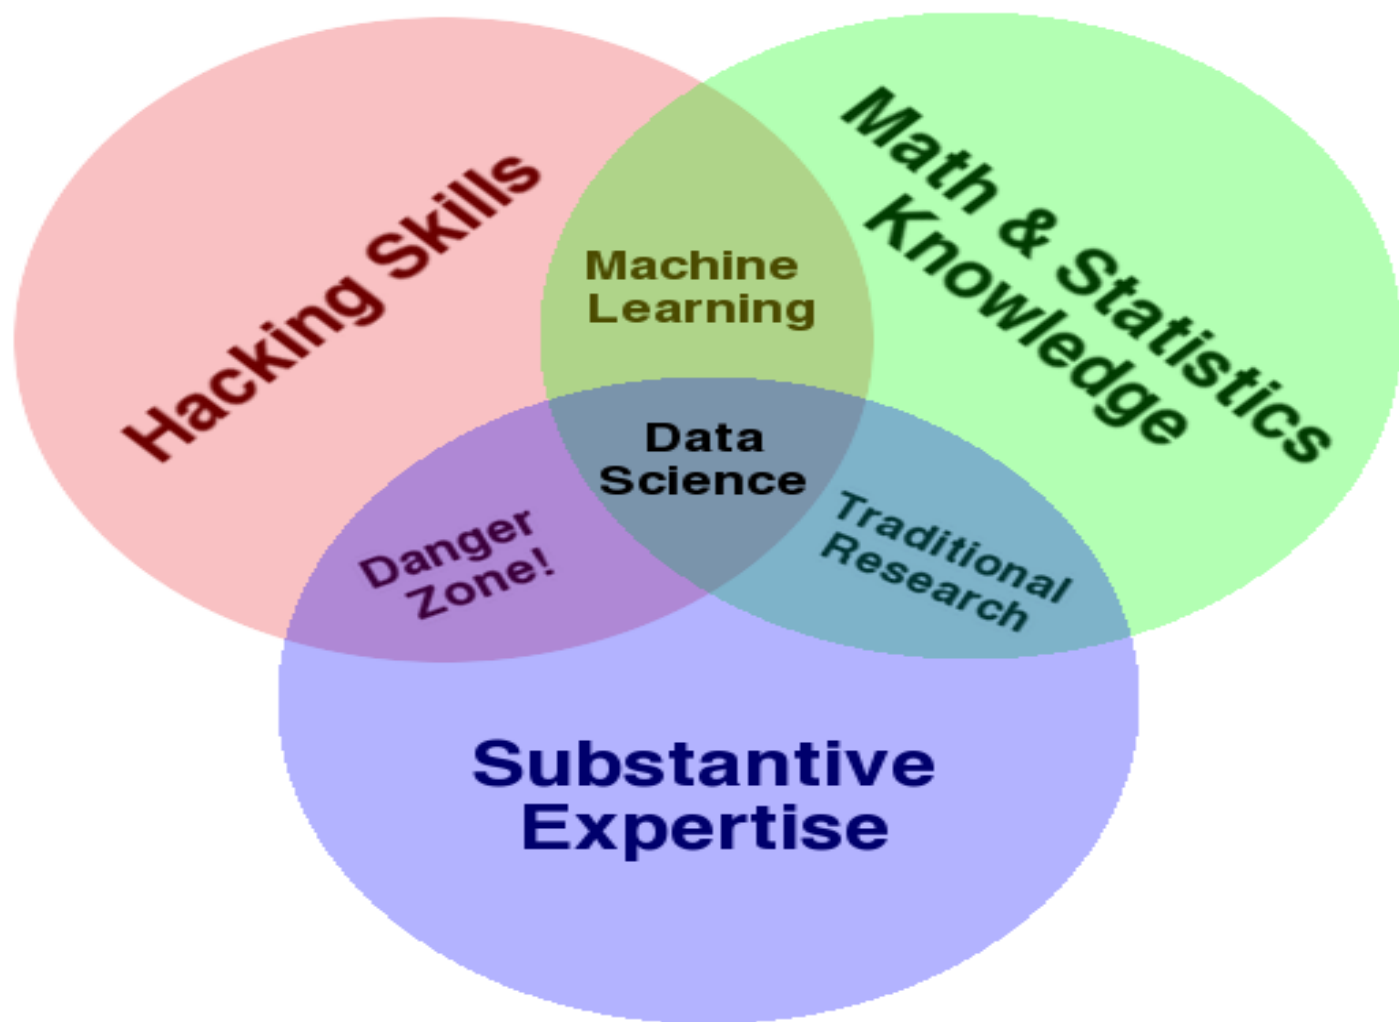 Hacking Skills
Math & Statistics
Knowledge
Machine
Learning
Data
Science
Danger
Zone!
Traditional
Research
Substantive
Expertise